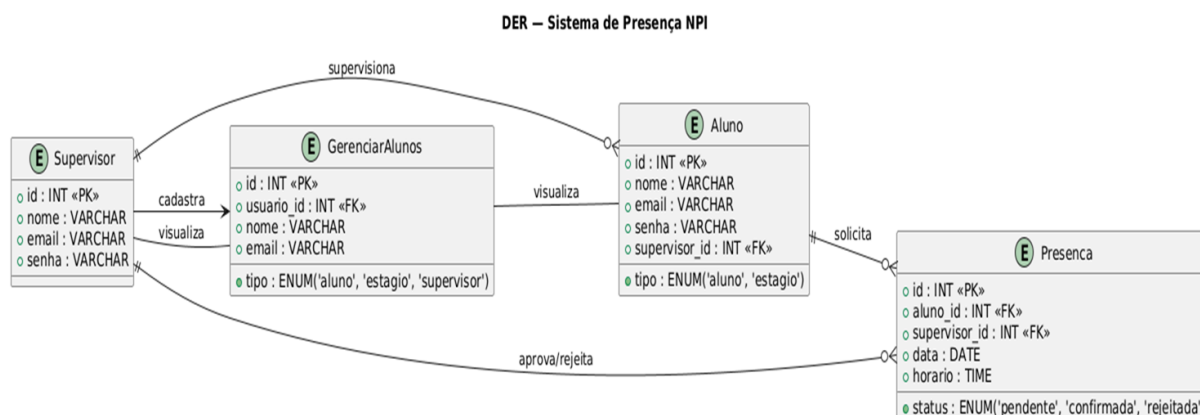 DER — Sistema de Presença NPI
supervisiona
E Supervisor
id : INT «PK»
nome : VARCHAR
email : VARCHAR
senha : VARCHAR
cadastra
visualiza
E GerenciarAlunos
id : INT «PK»
usuario_id : INT «FK»
nome : VARCHAR
email : VARCHAR
tipo : ENUM('aluno', 'estagio', 'supervisor')
visualiza
E Aluno
id : INT «PK»
nome : VARCHAR
email : VARCHAR
senha : VARCHAR
supervisor_id : INT «FK»
tipo : ENUM('aluno', 'estagio')
solicita
aprova/rejeita
E Presenca
id : INT «PK»
aluno_id : INT «FK»
supervisor_id : INT «FK»
data : DATE
horario : TIME
status : ENUM('pendente', 'confirmada', 'rejeitada'